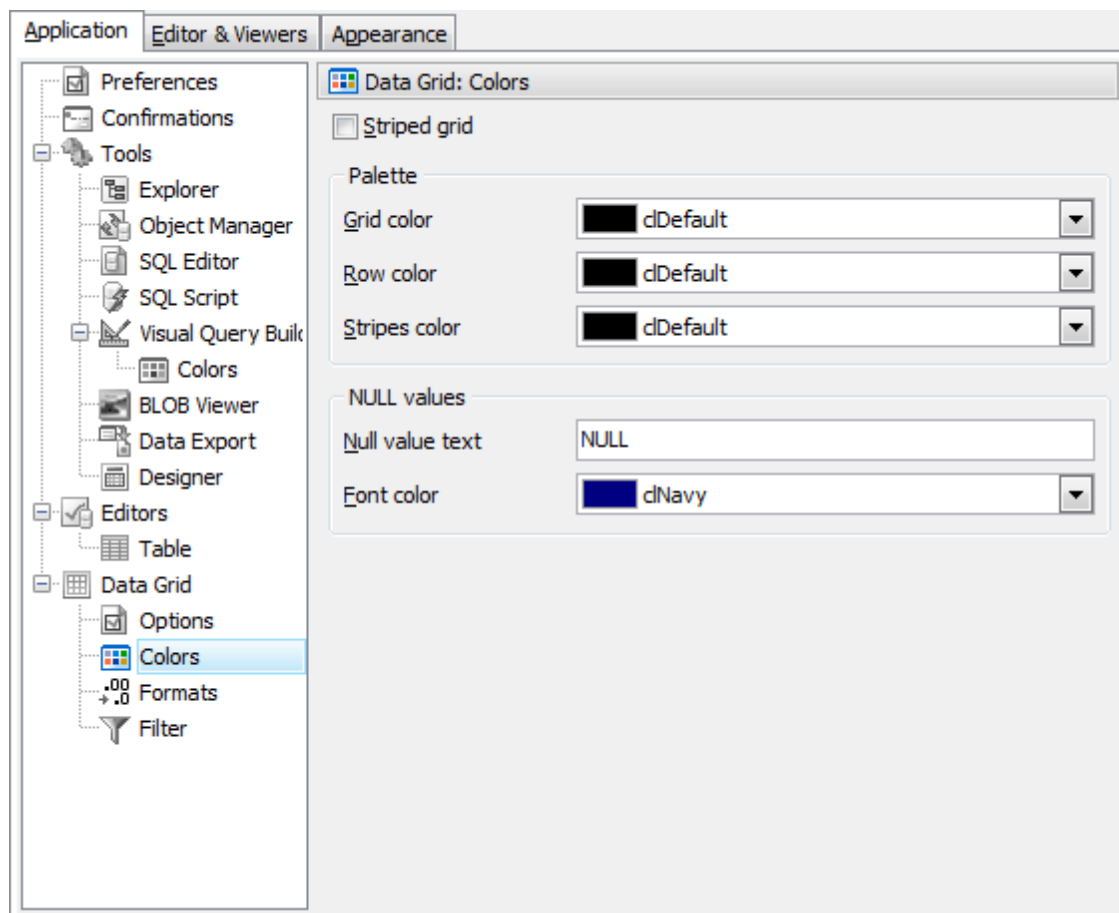 Application Editor & Viewers Appearance
Preferences
Confirmations
Tools
Explorer
Object Manager
SQL Editor
SQL Script
Visual Query Build
Colors
BLOB Viewer
Data Export
Designer
Editors
Table
Data Grid
Options
Colors
Formats
Filter
Data Grid: Colors
Striped grid
Palette
Grid color clDefault
Row color clDefault
Stripes color clDefault
NULL values
Null value text NULL
Font color clNavy